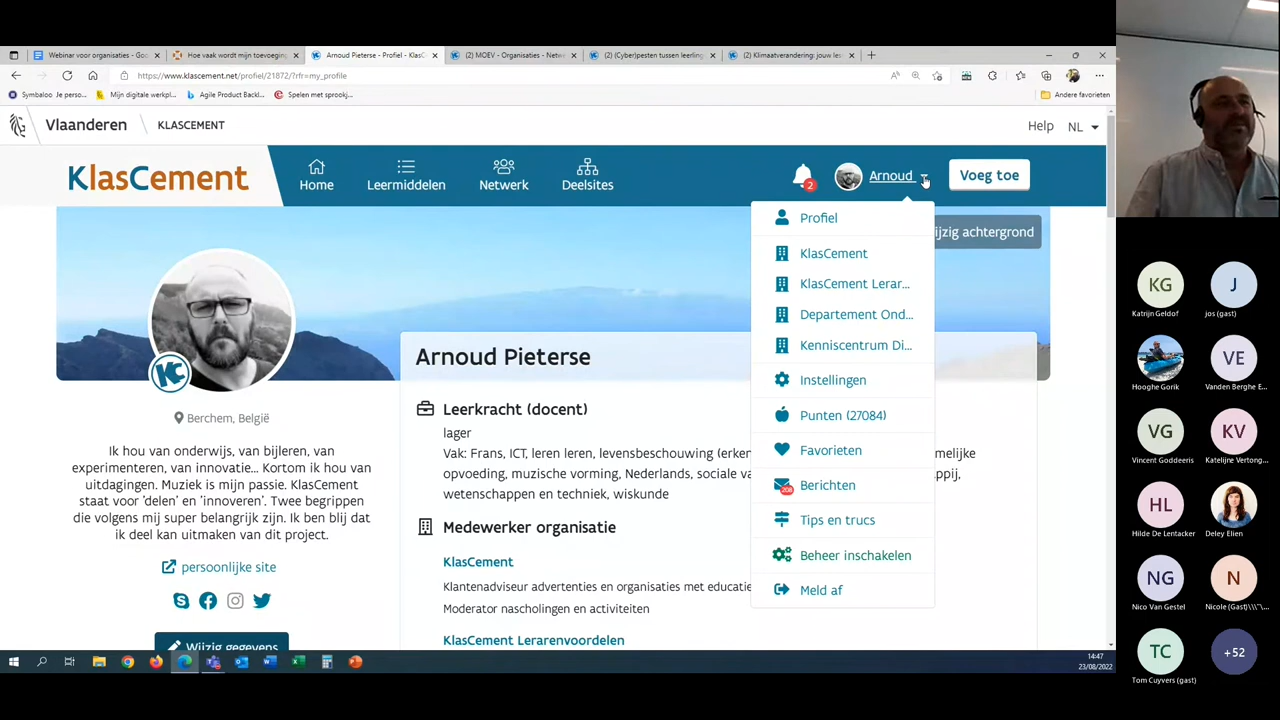 Webinar voor organisaties - Goo
Hoe vaak wordt mijn toevoeging
Arnoud Pieterse - Profiel - KlasC
(2) MOEV - Organisaties - Netwe
(2) (Cyber)pesten tussen leerling
(2) Klimaatverandering: jouw les
https://www.klascement.net/profiel/21872/?rfr=my_profile
Symbaloo: Je perso...
Mijn digitale werkpl...
Agile Product Backl...
Spelen met sprookj...
Andere favorieten
Vlaanderen
KLASCEMENT
Help
NL
KlasCement
Home
Leermiddelen
Netwerk
Deelsites
2
Arnoud
Voeg toe
ijzig achtergrond
Profiel
KlasCement
KlasCement Lerar...
Departement Ond...
Kenniscentrum Di...
Instellingen
Punten (27084)
Favorieten
Berichten
208
Tips en trucs
Beheer inschakelen
Meld af
KC
Berchem, België
Ik hou van onderwijs, van bijleren, van
experimenteren, van innovatie... Kortom ik hou van
uitdagingen. Muziek is mijn passie. KlasCement
staat voor 'delen' en 'innoveren'. Twee begrippen
die volgens mij super belangrijk zijn. Ik ben blij dat
ik deel kan uitmaken van dit project.
persoonlijke site
Wijzig gegevens
Arnoud Pieterse
Leerkracht (docent)
lager
Vak: Frans, ICT, leren leren, levensbeschouwing (erken
melijke
opvoeding, muzische vorming, Nederlands, sociale va
ppij,
wetenschappen en techniek, wiskunde
Medewerker organisatie
KlasCement
Klantenadviseur advertenties en organisaties met educatie
Moderator nascholingen en activiteiten
KlasCement Lerarenvoordelen
14:47
23/08/2022
KG
Katrijn Geldof
J
jos (gast)
Hooghe Gorik
VE
Vanden Berghe E...
VG
Vincent Goddeeris
KV
Katelijne Vertong...
HL
Hilde De Lentacker
Deley Elien
NG
Nico Van Gestel
N
Nicole (Gast)\\\"\...
TC
Tom Cuyvers (gast)
+52